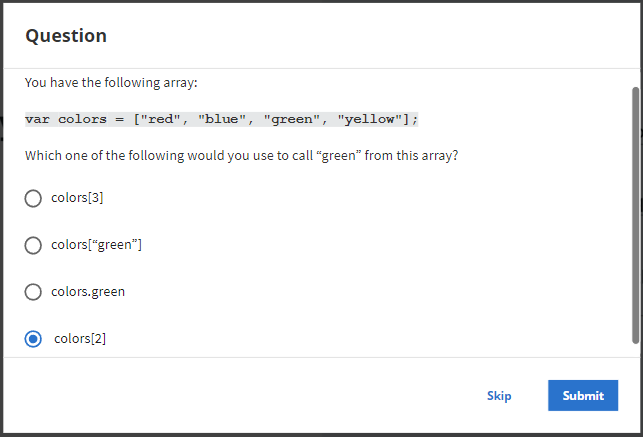 Question
You have the following array:
var colors = ["red", "blue", "green", "yellow"];
Which one of the following would you use to call “green” from this array?
colors[3]
colors[“green”]
colors.green
colors[2]
Skip
Submit